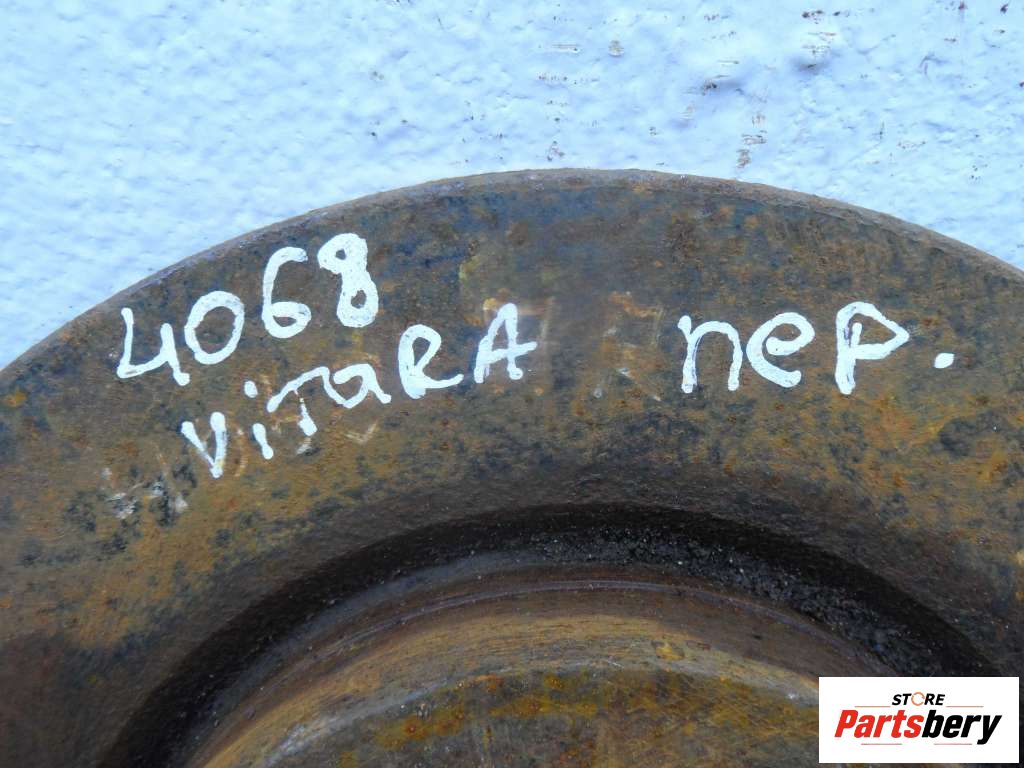 4068
ViTaRA пер.
STORE
Partsbery